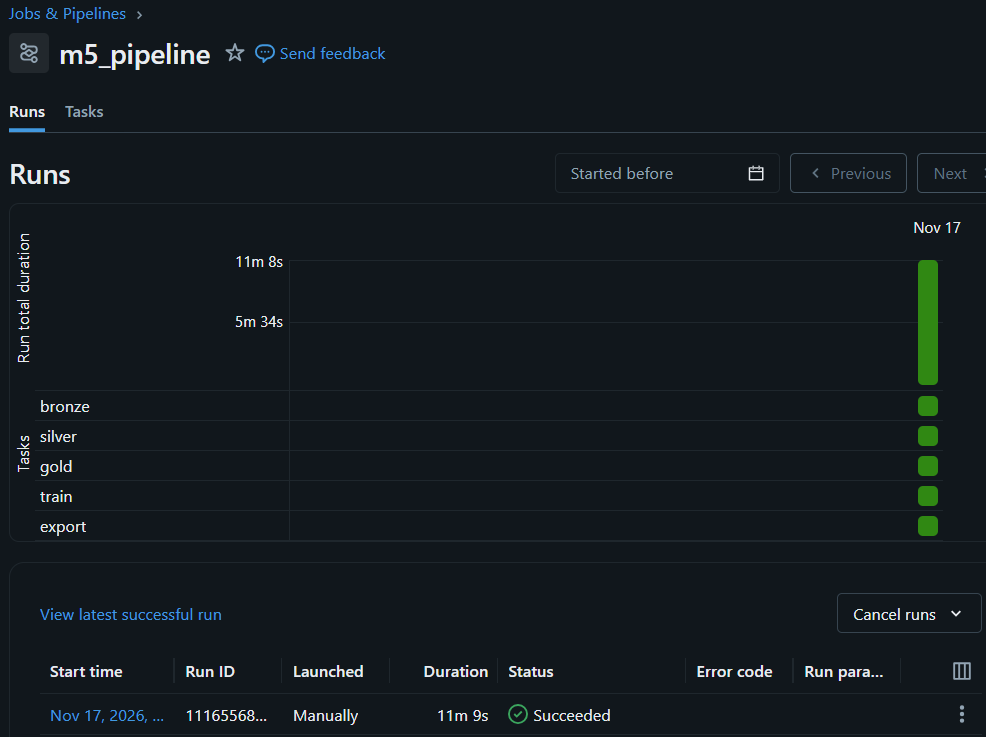 Jobs & Pipelines ›
m5_pipeline Send feedback
Runs Tasks
Runs
Started before
Previous
Next
Nov 17
Run total duration
11m 8s
5m 34s
Tasks
bronze
silver
gold
train
export
View latest successful run
Cancel runs
Start time Run ID Launched Duration Status Error code Run para...
Nov 17, 2026, ... 11165568... Manually 11m 9s Succeeded